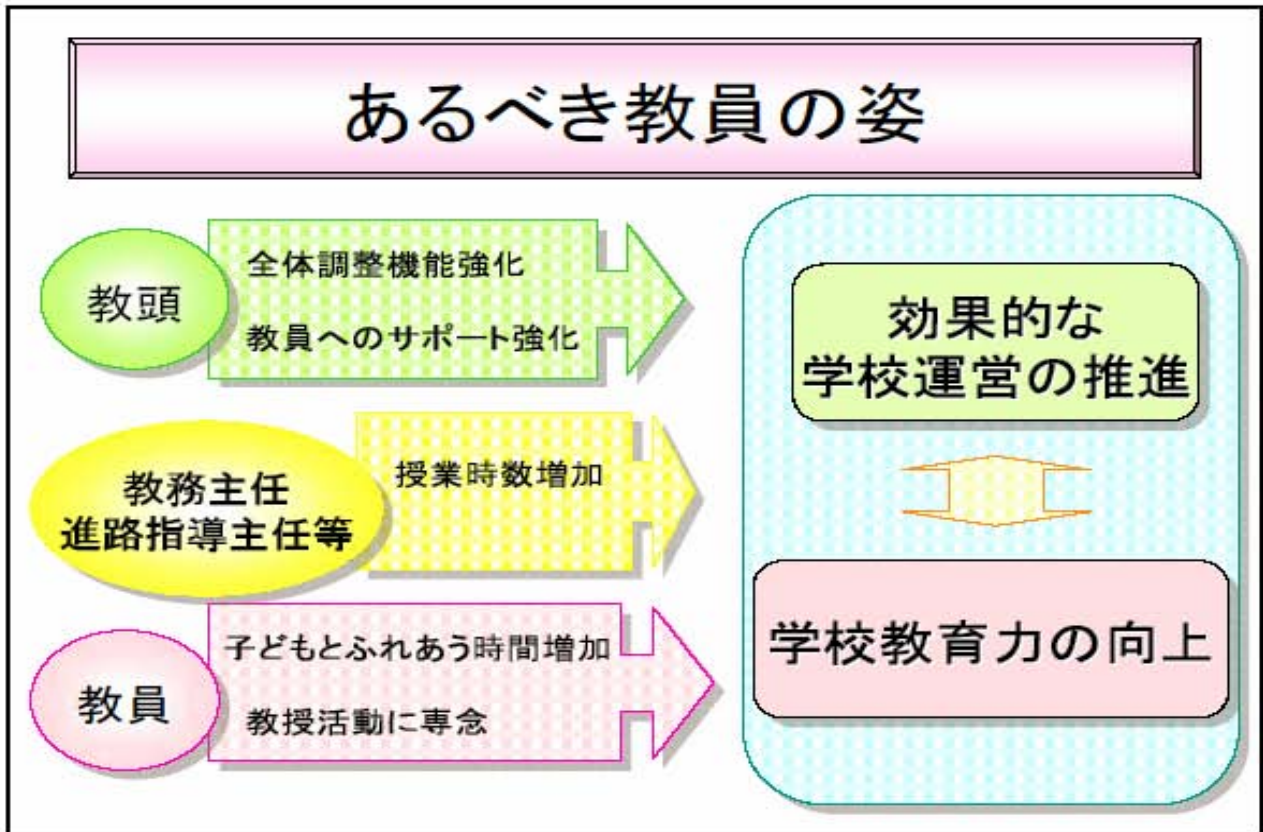 あるべき教員の姿
教頭
全体調整機能強化
教員へのサポート強化
教務主任
進路指導主任等
授業時数増加
教員
子どもとふれあう時間増加
教授活動に専念
効果的な
学校運営の推進
学校教育力の向上